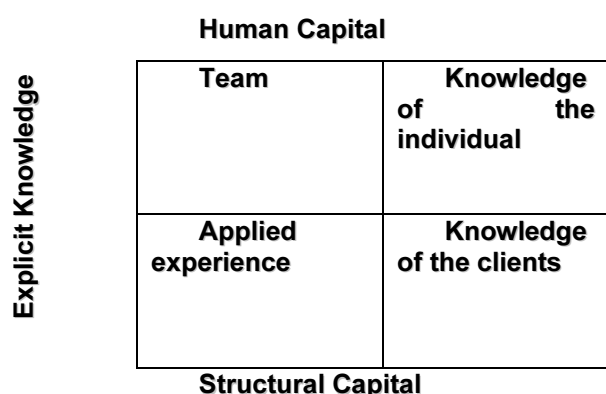 Human Capital
Explicit Knowledge
Team
Knowledge
of the
individual
Applied
experience
Knowledge
of the clients
Structural Capital